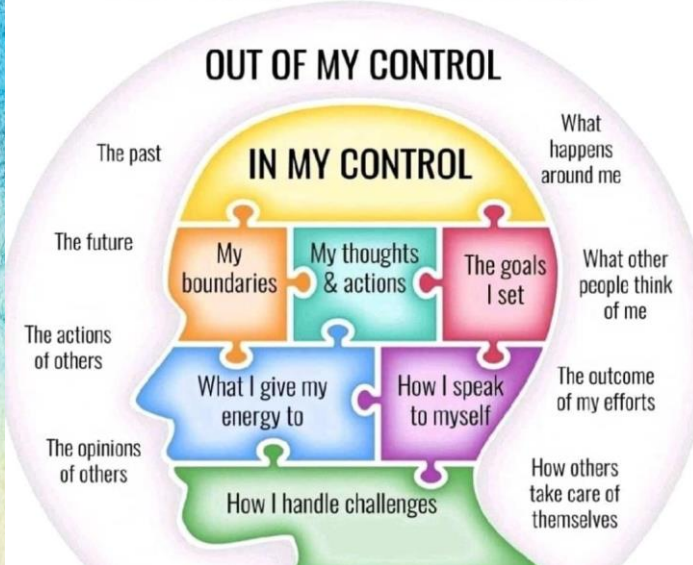 OUT OF MY CONTROL
IN MY CONTROL
The past
The future
The actions
of others
The opinions
of others
My
boundaries
My thoughts
& actions
The goals
I set
What I give my
energy to
How I speak
to myself
How I handle challenges
What
happens
around me
What other
people think
of me
The outcome
of my efforts
How others
take care of
themselves